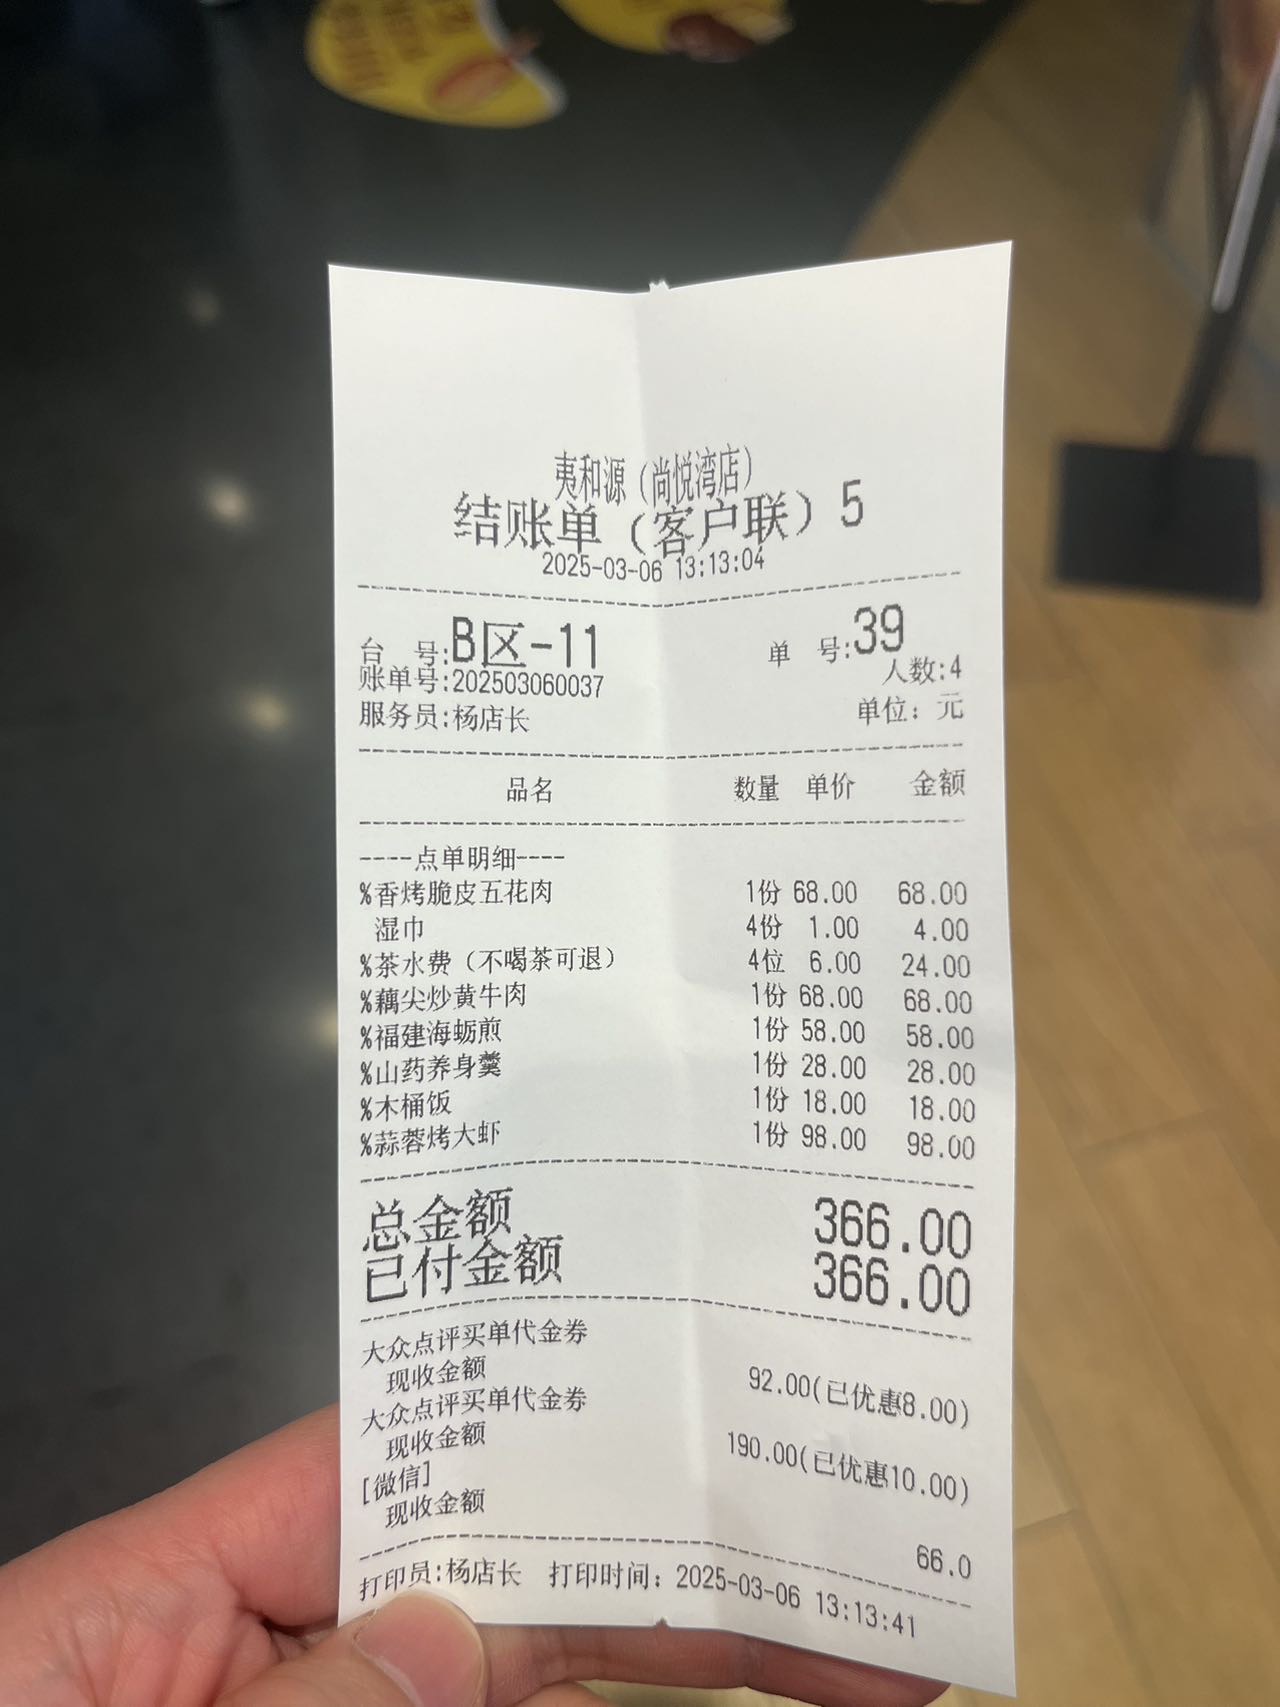 夷和源（尚悦湾店）
结账单（客户联）5
2025-03-06 13:13:04
台 号:B区-11 单 号:39
人数:4
账单号:202503060037
服务员:杨店长 单位：元
品名 数量 单价 金额
----点单明细----
%香烤脆皮五花肉 1份 68.00 68.00
湿巾 4份 1.00 4.00
%茶水费（不喝茶可退） 4位 6.00 24.00
%藕尖炒黄牛肉 1份 68.00 68.00
%福建海蛎煎 1份 58.00 58.00
%山药养身羹 1份 28.00 28.00
%木桶饭 1份 18.00 18.00
%蒜蓉烤大虾 1份 98.00 98.00
总金额 366.00
已付金额 366.00
大众点评买单代金券
现收金额 92.00(已优惠8.00)
大众点评买单代金券
现收金额 190.00(已优惠10.00)
[微信]
现收金额 66.0
打印员:杨店长 打印时间：2025-03-06 13:13:41